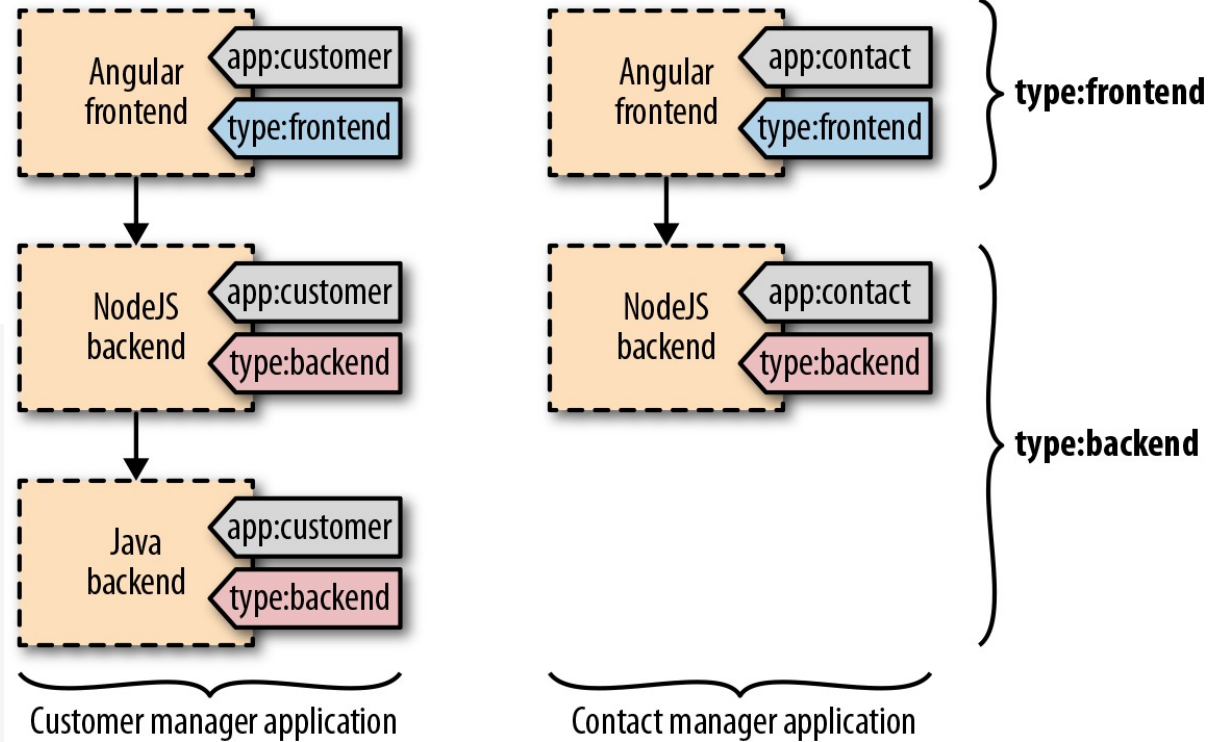 Angular
frontend
app:customer
type:frontend
Angular
frontend
app:contact
type:frontend
type:frontend
NodeJS
backend
app:customer
type:backend
NodeJS
backend
app:contact
type:backend
type:backend
Java
backend
app:customer
type:backend
Customer manager application
Contact manager application